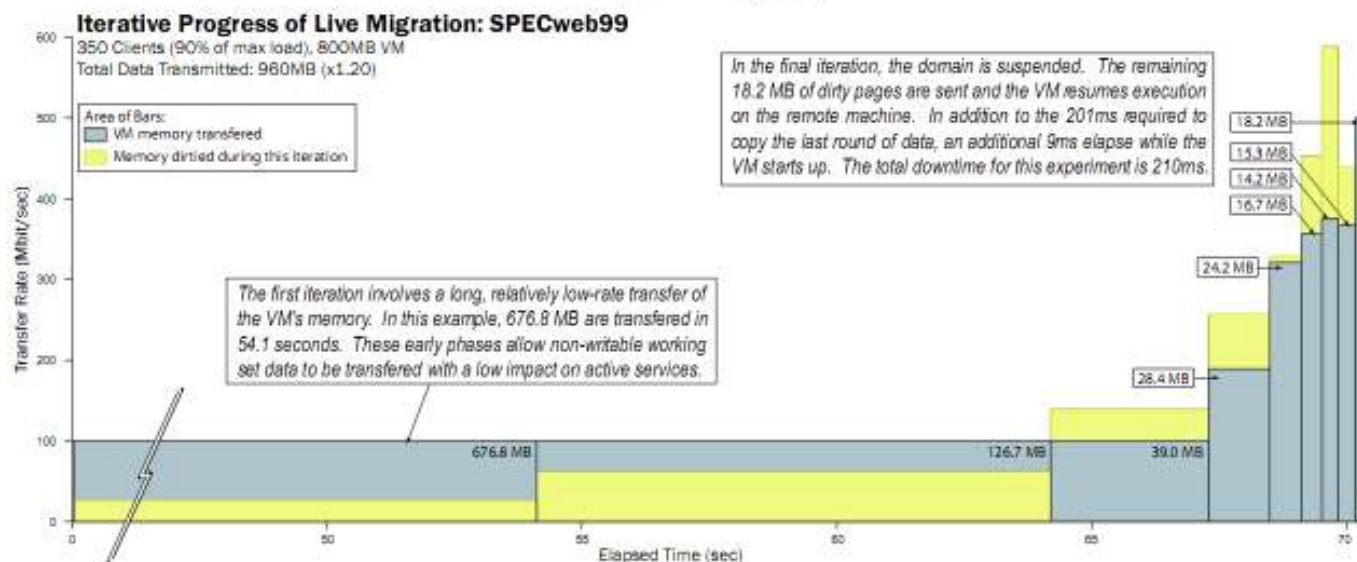 Iterative Progress of Live Migration: SPECweb99
350 Clients (90% of max load), 800MB VM
Total Data Transmitted: 960MB (x1.20)
Area of Bars:
VM memory transfered
Memory dirtied during this iteration
In the final iteration, the domain is suspended. The remaining
18.2 MB of dirty pages are sent and the VM resumes execution
on the remote machine. In addition to the 201ms required to
copy the last round of data, an additional 9ms elapse while the
VM starts up. The total downtime for this experiment is 210ms.
The first iteration involves a long, relatively low-rate transfer of
the VM's memory. In this example, 676.8 MB are transfered in
54.1 seconds. These early phases allow non-writable working
set data to be transfered with a low impact on active services.
18.2 MB
15.3 MB
14.2 MB
16.7 MB
24.2 MB
28.4 MB
676.8 MB
126.7 MB
39.0 MB
Transfer Rate (Mbit/sec)
600
500
400
300
200
100
0
0
50
55
60
65
70
Elapsed Time (sec)